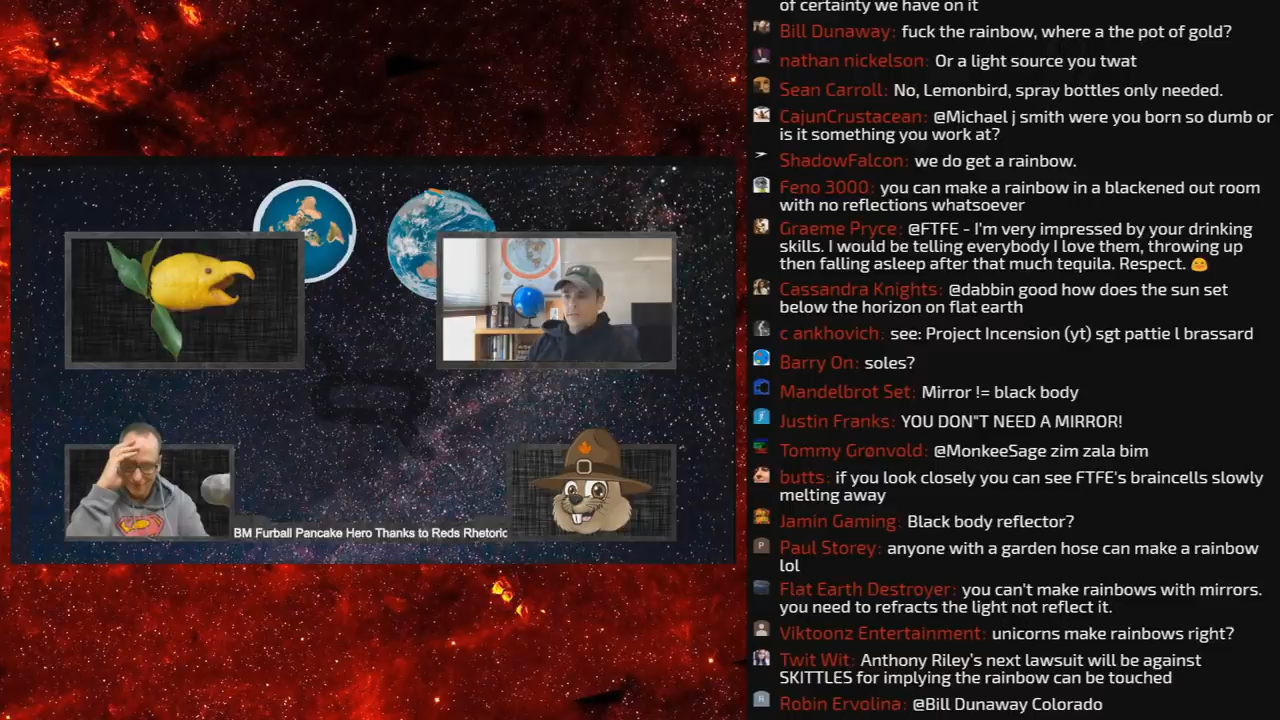 of certainty we have on it
Bill Dunaway: fuck the rainbow, where a the pot of gold?
nathan nickelson: Or a light source you twat
Sean Carroll: No, Lemonbird, spray bottles only needed.
CajunCrustacean: @Michael j smith were you born so dumb or
is it something you work at?
ShadowFalcon: we do get a rainbow.
Feno 3000: you can make a rainbow in a blackened out room
with no reflections whatsoever
Graeme Pryce: @FTFE - I'm very impressed by your drinking
skills. I would be telling everybody I love them, throwing up
then falling asleep after that much tequila. Respect.
Cassandra Knights: @dabbin good how does the sun set
below the horizon on flat earth
c ankhovich: see: Project Incension (yt) sgt pattie l brassard
Barry On: soles?
Mandelbrot Set: Mirror != black body
Justin Franks: YOU DON"T NEED A MIRROR!
Tommy Grønvold: @MonkeeSage zim zala bim
butts: if you look closely you can see FTFE's braincells slowly
melting away
Jamin Gaming: Black body reflector?
Paul Storey: anyone with a garden hose can make a rainbow
lol
Flat Earth Destroyer: you can't make rainbows with mirrors.
you need to refracts the light not reflect it.
Viktoonz Entertainment: unicorns make rainbows right?
Twit Wit: Anthony Riley's next lawsuit will be against
SKITTLES for implying the rainbow can be touched
Robin Ervolina: @Bill Dunaway Colorado
BM Furball Pancake Hero Thanks to Reds Rhetoric
P
R